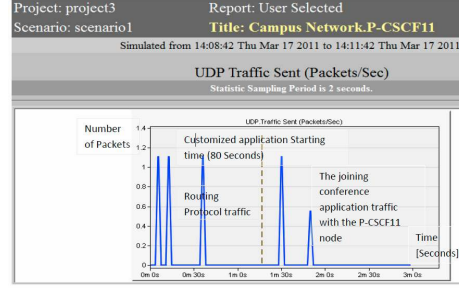 Project: project3
Report: User Selected
Scenario: scenario1
Title: Campus Network.P-CSCF11
Simulated from 14:08:42 Thu Mar 17 2011 to 14:11:42 Thu Mar 17 2011
UDP Traffic Sent (Packets/Sec)
Statistic Sampling Period is 2 seconds.
UDP.Traffic Sent (Packets/Sec)
Number
of Packets
1.4
1.2
1
0.8
0.6
0.4
0.2
0
Customized application Starting
time (80 Seconds)
Routing
Protocol traffic
The joining
conference
application traffic
with the P-CSCF11
node
Time
[Seconds]
0m 0s
0m 30s
1m 0s
1m 30s
2m 0s
2m 30s
3m 0s